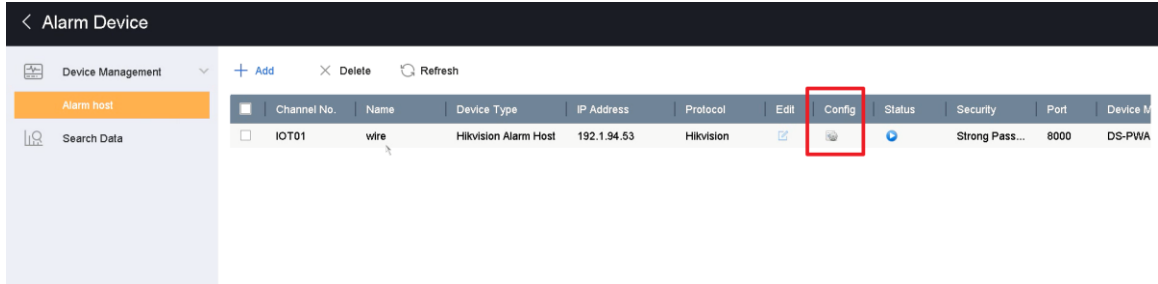 Alarm Device
Device Management
Alarm host
Search Data
Add Delete Refresh
Channel No. Name Device Type IP Address Protocol Edit Config Status Security Port Device M
IOT01 wire Hikvision Alarm Host 192.1.94.53 Hikvision Strong Pass... 8000 DS-PWA